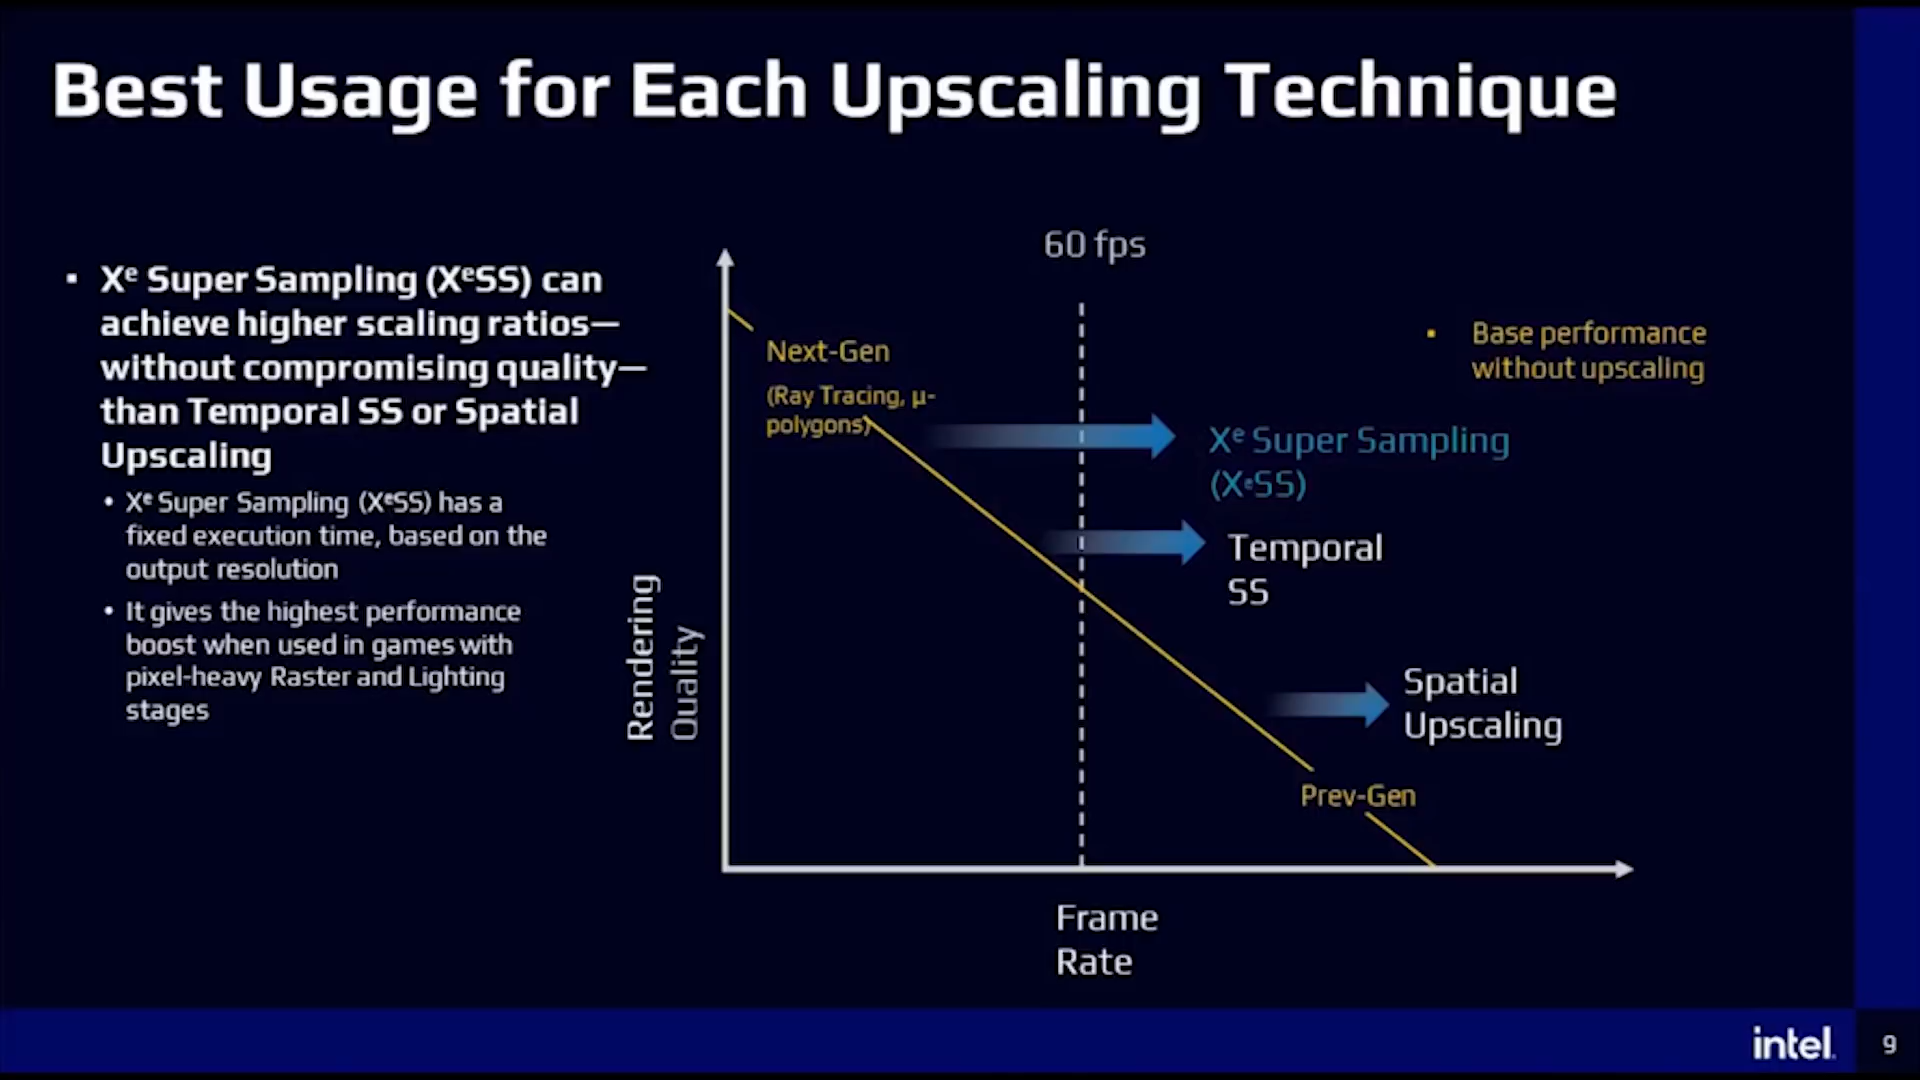 Best Usage for Each Upscaling Technique
▪ Xᵉ Super Sampling (XᵉSS) can
achieve higher scaling ratios—
without compromising quality—
than Temporal SS or Spatial
Upscaling
• Xᵉ Super Sampling (XᵉSS) has a
fixed execution time, based on the
output resolution
• It gives the highest performance
boost when used in games with
pixel-heavy Raster and Lighting
stages
Rendering
Quality
60 fps
Next-Gen
(Ray Tracing, μ-
polygons)
▪ Base performance
without upscaling
Xᵉ Super Sampling
(XᵉSS)
Temporal
SS
Spatial
Upscaling
Prev-Gen
Frame
Rate
intel.
9